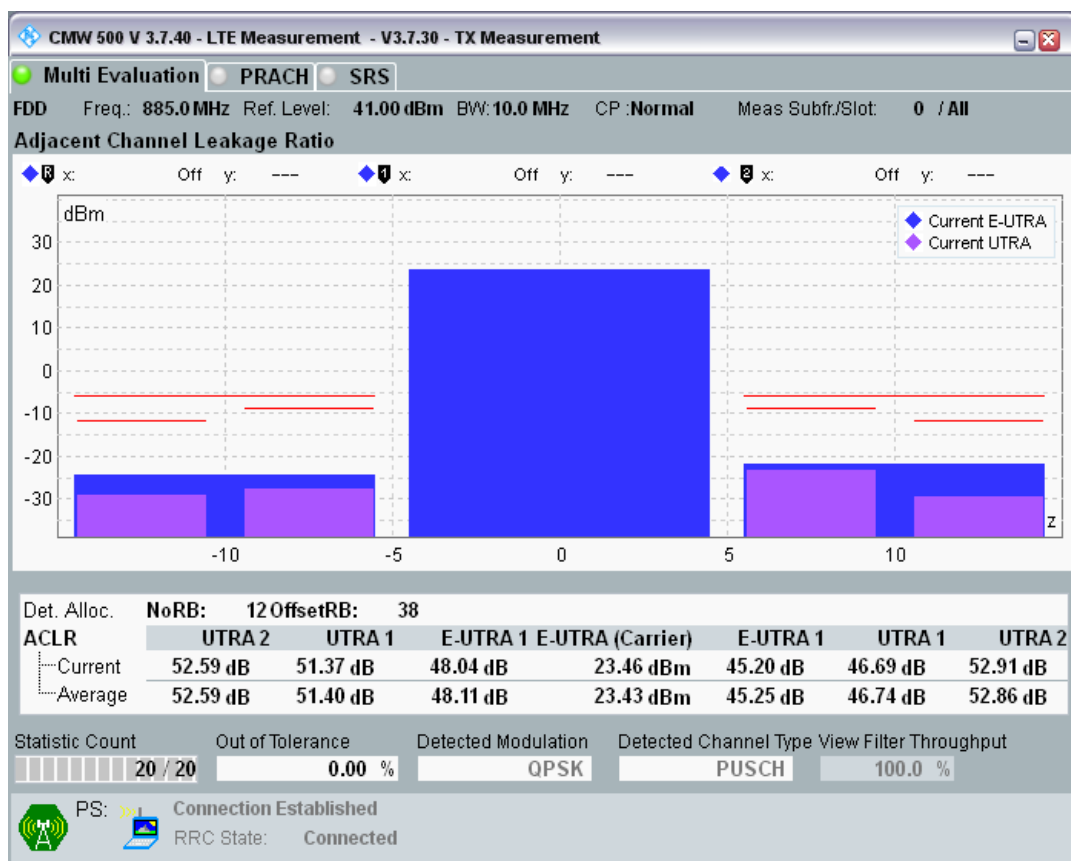 CMW 500 V 3.7.40 - LTE Measurement - V3.7.30 - TX Measurement
Multi Evaluation PRACH SRS
FDD Freq.: 885.0 MHz Ref. Level: 41.00 dBm BW: 10.0 MHz CP :Normal Meas Subfr./Slot: 0 / All
Adjacent Channel Leakage Ratio
R x: Off y: --- 1 x: Off y: --- 2 x: Off y: ---
dBm
Current E-UTRA
Current UTRA
30
20
10
0
-10
-20
-30
z
-10 -5 0 5 10
Det. Alloc. NoRB: 12 OffsetRB: 38
ACLR UTRA 2 UTRA 1 E-UTRA 1 E-UTRA (Carrier) E-UTRA 1 UTRA 1 UTRA 2
Current 52.59 dB 51.37 dB 48.04 dB 23.46 dBm 45.20 dB 46.69 dB 52.91 dB
Average 52.59 dB 51.40 dB 48.11 dB 23.43 dBm 45.25 dB 46.74 dB 52.86 dB
Statistic Count Out of Tolerance Detected Modulation Detected Channel Type View Filter Throughput
20 / 20 0.00 % QPSK PUSCH 100.0 %
PS: Connection Established
RRC State: Connected